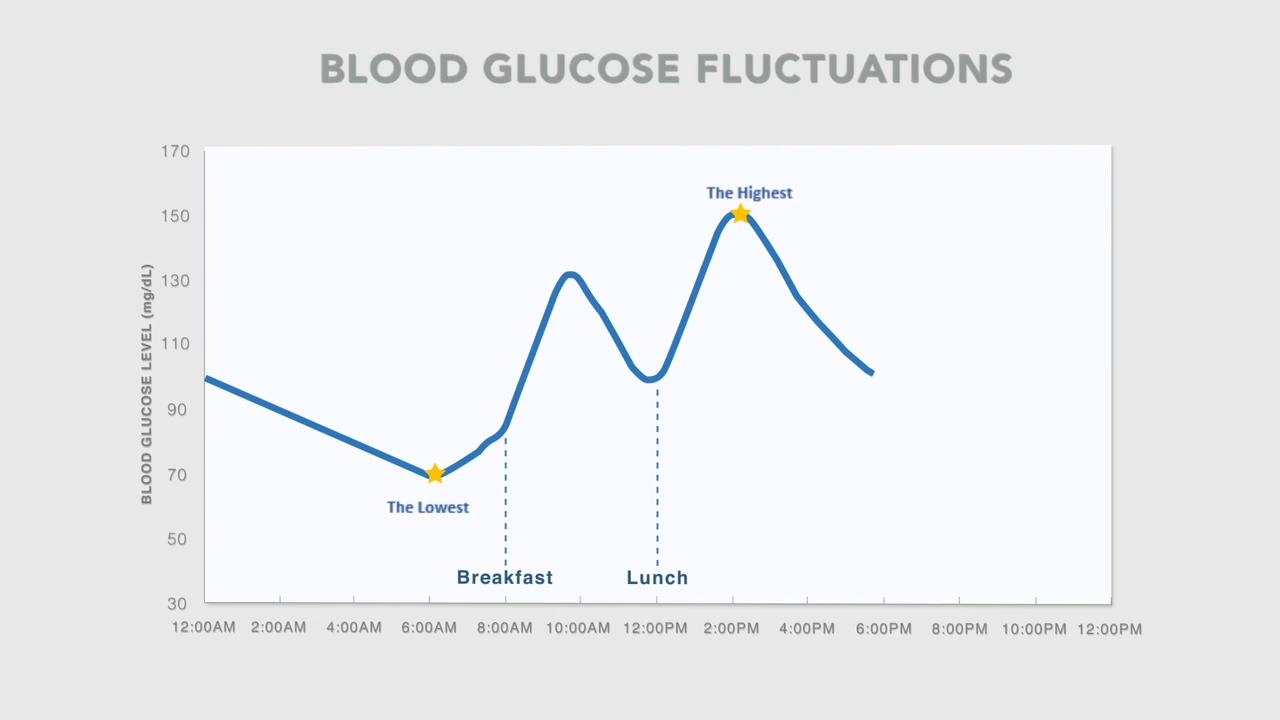 BLOOD GLUCOSE FLUCTUATIONS
BLOOD GLUCOSE LEVEL (mg/dL)
170
150
130
110
90
70
50
30
The Highest
The Lowest
Breakfast
Lunch
12:00AM 2:00AM 4:00AM 6:00AM 8:00AM 10:00AM 12:00PM 2:00PM 4:00PM 6:00PM 8:00PM 10:00PM 12:00PM